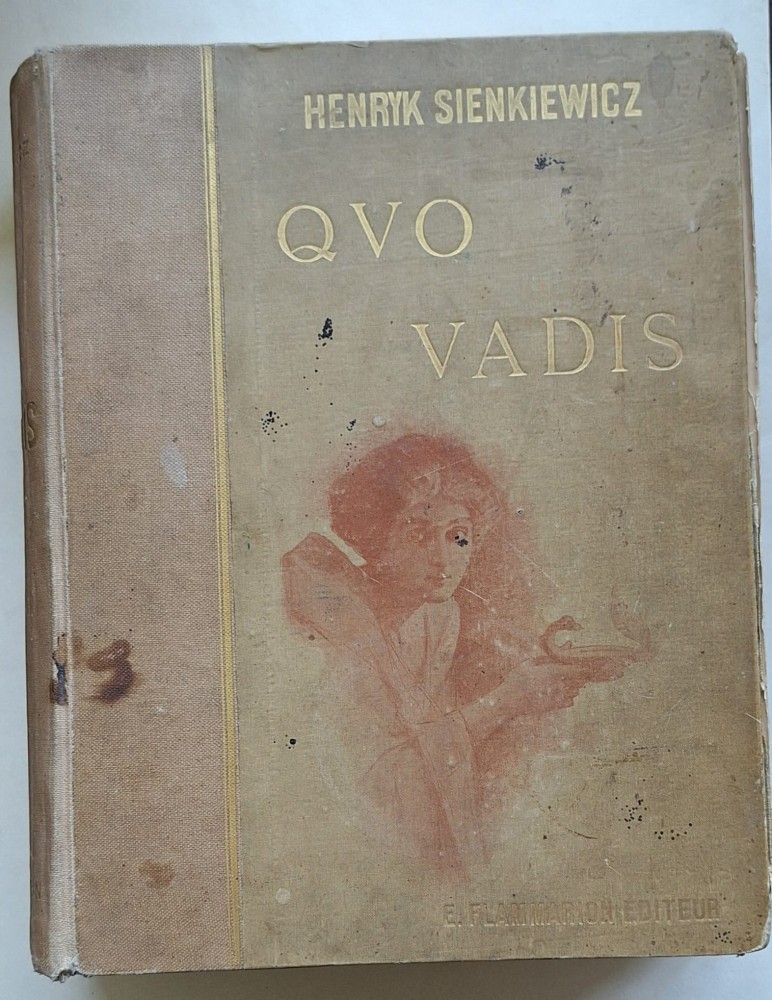 HENRYK SIENKIEWICZ
QVO
VADIS
E. FLAMMARION ÉDITEUR